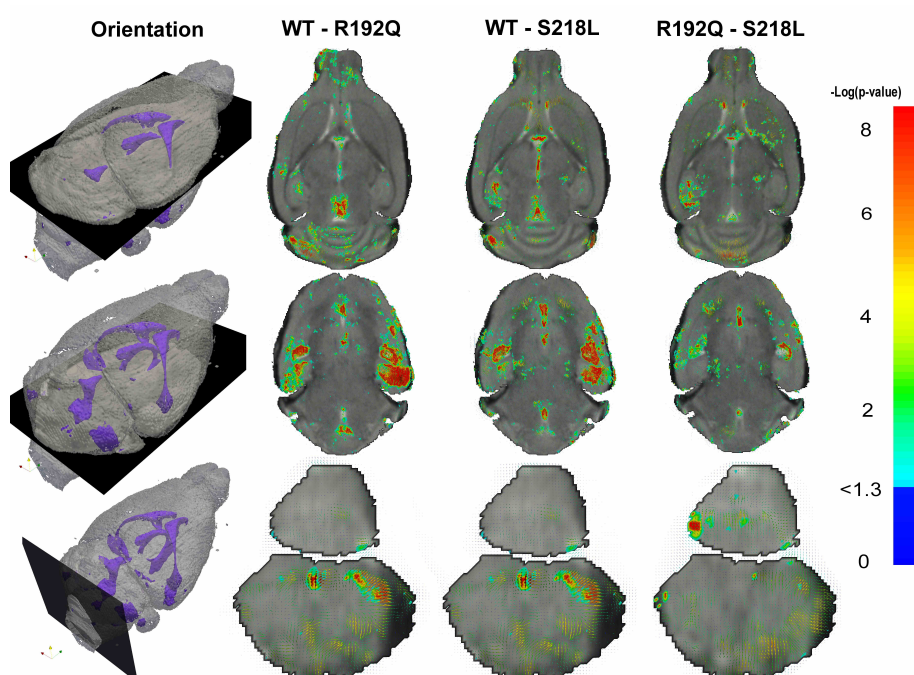 Orientation
WT - R192Q
WT - S218L
R192Q - S218L
-Log(p-value)
8
6
4
2
<1.3
0